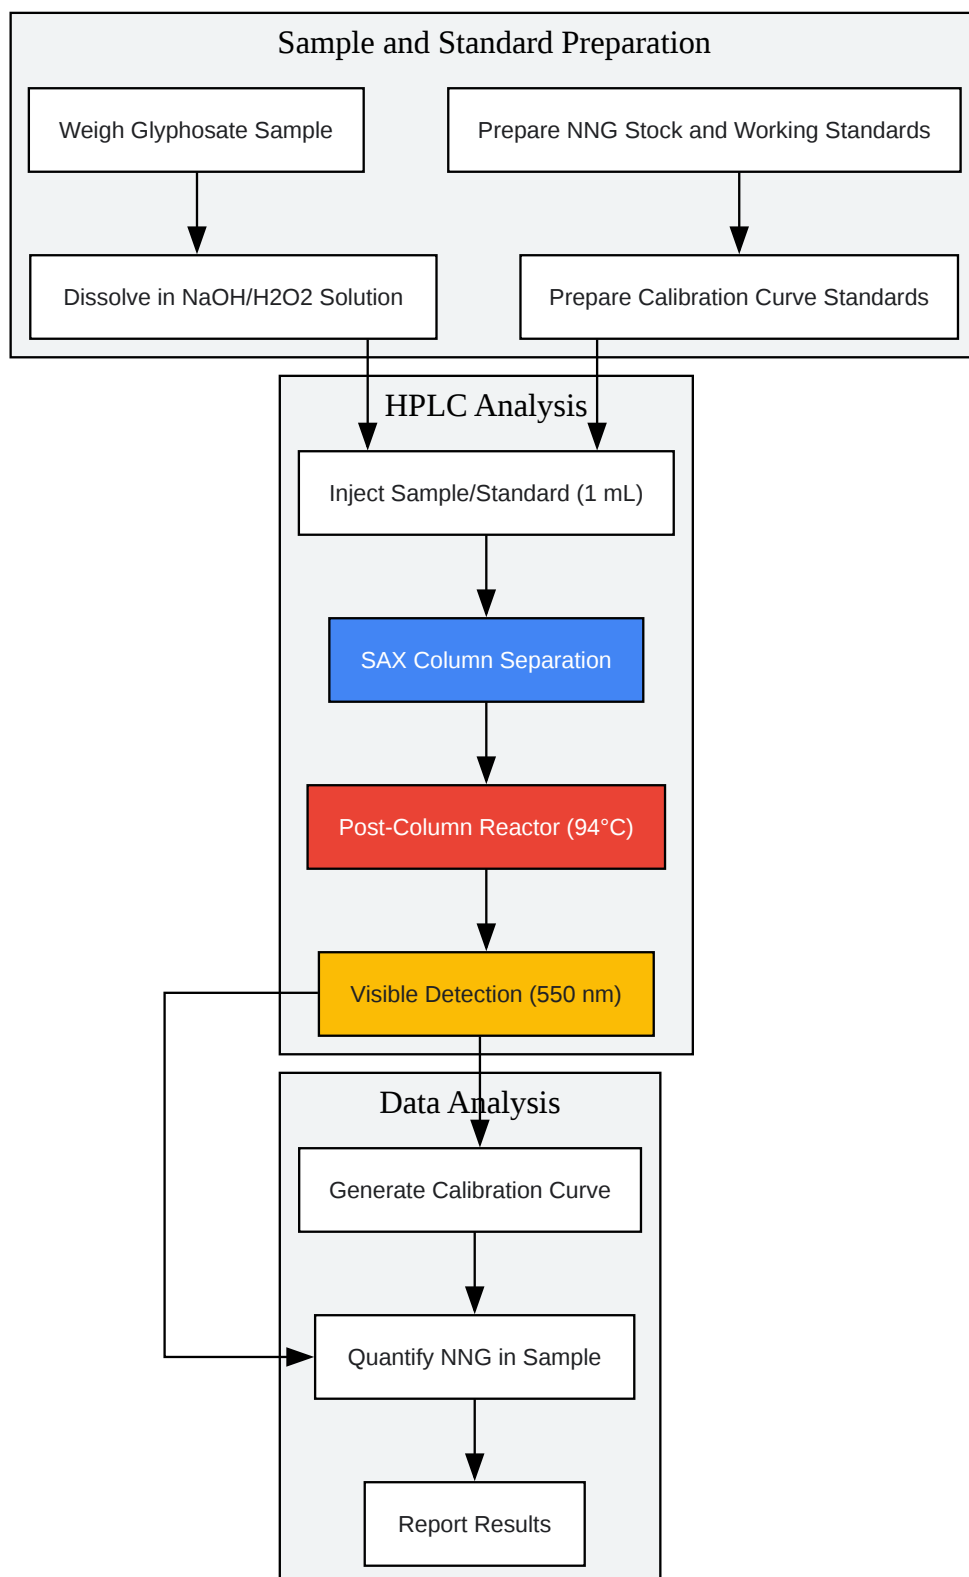 Sample and Standard Preparation
Weigh Glyphosate Sample
Prepare NNG Stock and Working Standards
Dissolve in NaOH/H2O2 Solution
Prepare Calibration Curve Standards
HPLC Analysis
Inject Sample/Standard (1 mL)
SAX Column Separation
Post-Column Reactor (94°C)
Visible Detection (550 nm)
Data Analysis
Generate Calibration Curve
Quantify NNG in Sample
Report Results